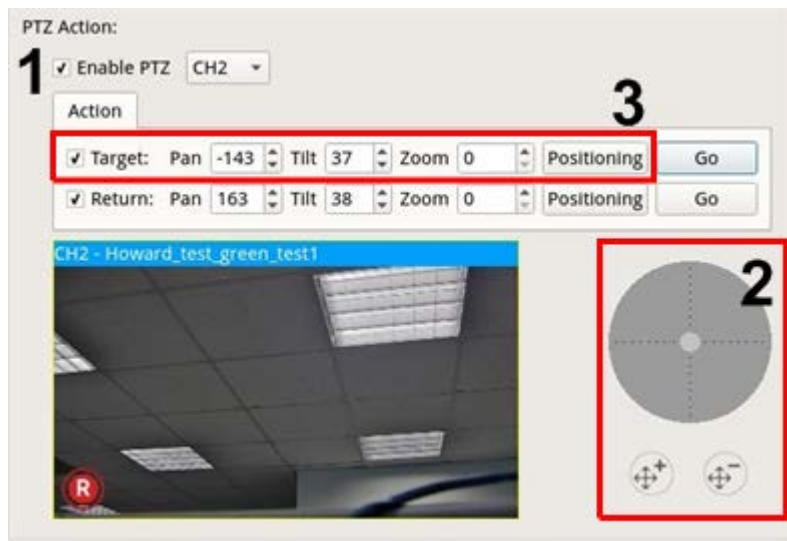 PTZ Action:
1
Enable PTZ CH2
Action
3
Target: Pan -143 Tilt 37 Zoom 0 Positioning Go
Return: Pan 163 Tilt 38 Zoom 0 Positioning Go
CH2 - Howard_test_green_test1
2
R